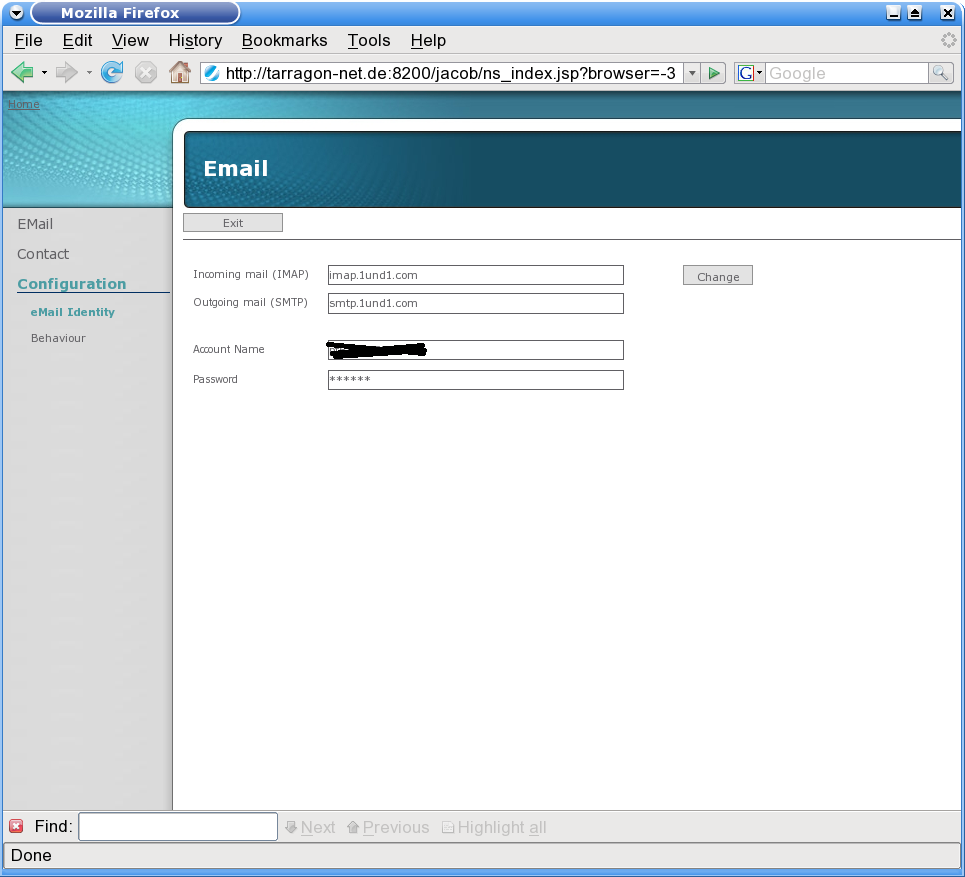 Mozilla Firefox
File Edit View History Bookmarks Tools Help
http://tarragon-net.de:8200/jacob/ns_index.jsp?browser=-3 G Google
Home
Email
EMail
Exit
Contact
Configuration
eMail Identity
Behaviour
Incoming mail (IMAP) imap.1und1.com Change
Outgoing mail (SMTP) smtp.1und1.com
Account Name
Password ******
Find: Next Previous Highlight all
Done